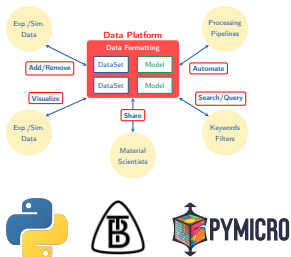 Exp./Sim.
Data
Data Platform
Processing
Pipelines
Data Formatting
DataSet
Model
DataSet
Model
Add/Remove
Automate
Visualize
Search/Query
Share
Exp./Sim.
Data
Keywords
Filters
Material
Scientists
TB
PYMICRO